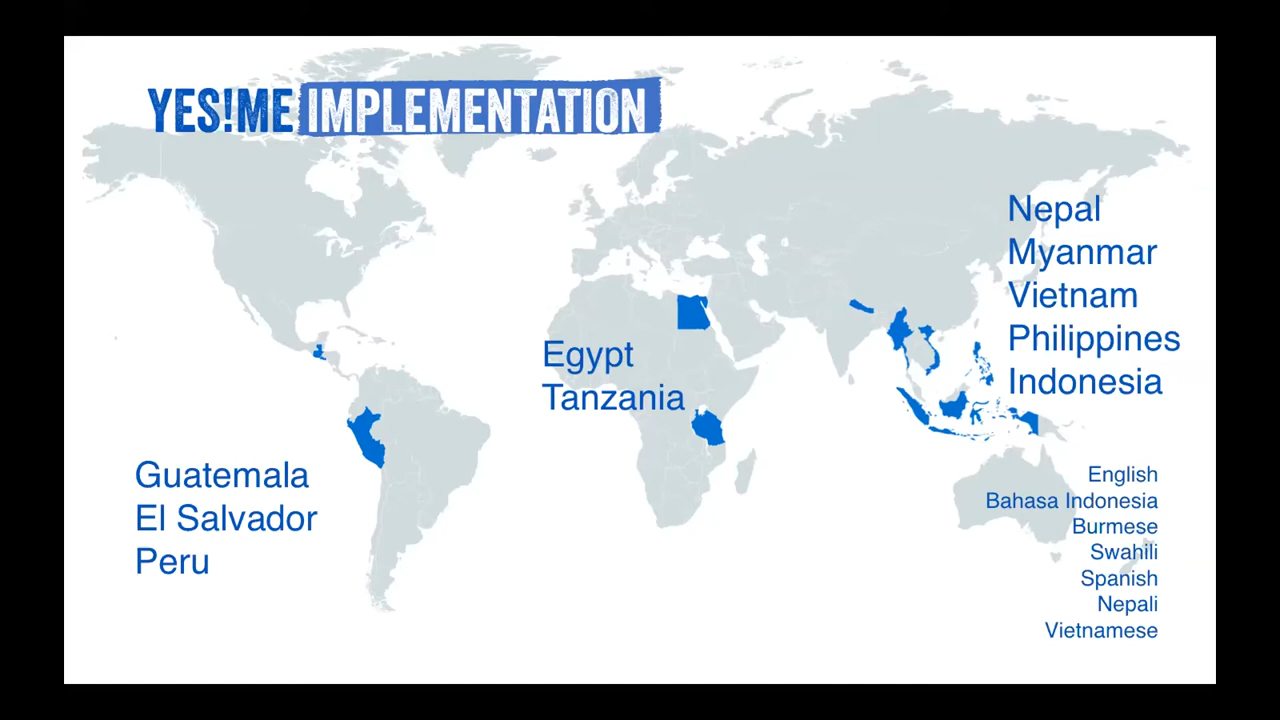 YES!ME IMPLEMENTATION
Nepal
Myanmar
Vietnam
Philippines
Indonesia
Egypt
Tanzania
Guatemala
El Salvador
Peru
English
Bahasa Indonesia
Burmese
Swahili
Spanish
Nepali
Vietnamese